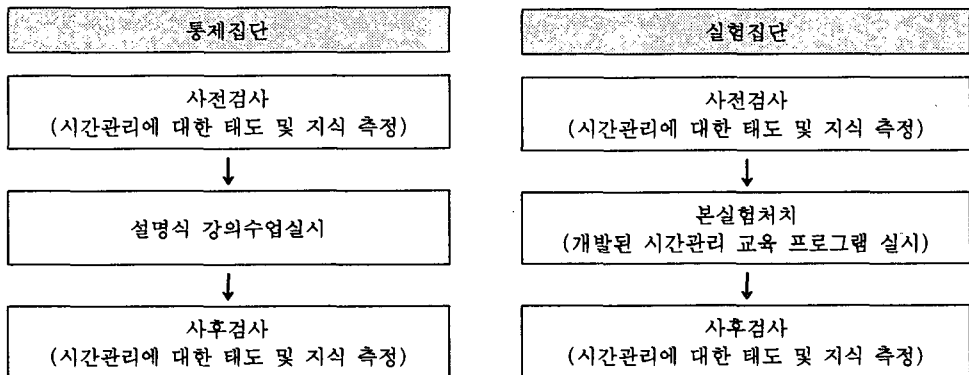 통제집단
사전검사
(시간관리에 대한 태도 및 지식 측정)
설명식 강의수업실시
사후검사
(시간관리에 대한 태도 및 지식 측정)
실험집단
사전검사
(시간관리에 대한 태도 및 지식 측정)
본실험처치
(개발된 시간관리 교육 프로그램 실시)
사후검사
(시간관리에 대한 태도 및 지식 측정)